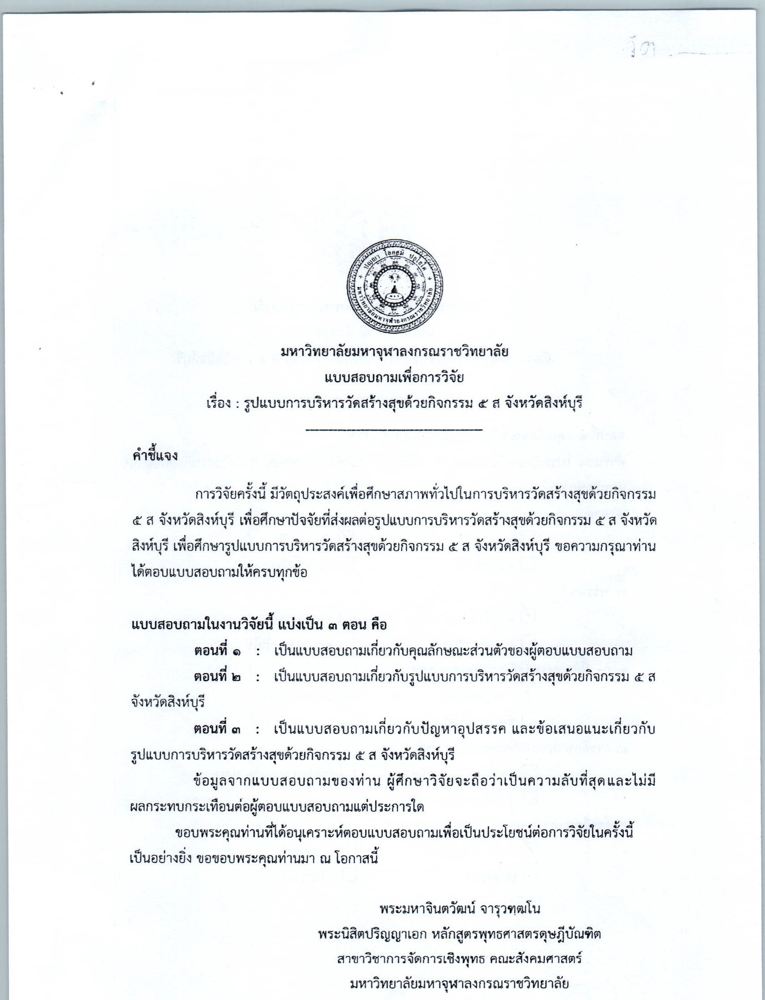 วัด
ปญฺญา โลกสฺมิ ปชฺโชโต
มหาวิทยาลัยมหาจุฬาลงกรณราชวิทยาลัย
มหาวิทยาลัยมหาจุฬาลงกรณราชวิทยาลัย
แบบสอบถามเพื่อการวิจัย
เรื่อง : รูปแบบการบริหารวัดสร้างสุขด้วยกิจกรรม ๕ ส จังหวัดสิงห์บุรี
คำชี้แจง
การวิจัยครั้งนี้ มีวัตถุประสงค์เพื่อศึกษาสภาพทั่วไปในการบริหารวัดสร้างสุขด้วยกิจกรรม
๕ ส จังหวัดสิงห์บุรี เพื่อศึกษาปัจจัยที่ส่งผลต่อรูปแบบการบริหารวัดสร้างสุขด้วยกิจกรรม ๕ ส จังหวัด
สิงห์บุรี เพื่อศึกษารูปแบบการบริหารวัดสร้างสุขด้วยกิจกรรม ๕ ส จังหวัดสิงห์บุรี ขอความกรุณาท่าน
ได้ตอบแบบสอบถามให้ครบทุกข้อ
แบบสอบถามในงานวิจัยนี้ แบ่งเป็น ๓ ตอน คือ
ตอนที่ ๑ : เป็นแบบสอบถามเกี่ยวกับคุณลักษณะส่วนตัวของผู้ตอบแบบสอบถาม
ตอนที่ ๒ : เป็นแบบสอบถามเกี่ยวกับรูปแบบการบริหารวัดสร้างสุขด้วยกิจกรรม ๕ ส
จังหวัดสิงห์บุรี
ตอนที่ ๓ : เป็นแบบสอบถามเกี่ยวกับปัญหาอุปสรรค และข้อเสนอแนะเกี่ยวกับ
รูปแบบการบริหารวัดสร้างสุขด้วยกิจกรรม ๕ ส จังหวัดสิงห์บุรี
ข้อมูลจากแบบสอบถามของท่าน ผู้ศึกษาวิจัยจะถือว่าเป็นความลับที่สุดและไม่มี
ผลกระทบกระเทือนต่อผู้ตอบแบบสอบถามแต่ประการใด
ขอบพระคุณท่านที่ได้อนุเคราะห์ตอบแบบสอบถามเพื่อเป็นประโยชน์ต่อการวิจัยในครั้งนี้
เป็นอย่างยิ่ง ขอขอบพระคุณท่านมา ณ โอกาสนี้
พระมหาจินตวัฒน์ จารุวฑฺฒโน
พระนิสิตปริญญาเอก หลักสูตรพุทธศาสตรดุษฎีบัณฑิต
สาขาวิชาการจัดการเชิงพุทธ คณะสังคมศาสตร์
มหาวิทยาลัยมหาจุฬาลงกรณราชวิทยาลัย